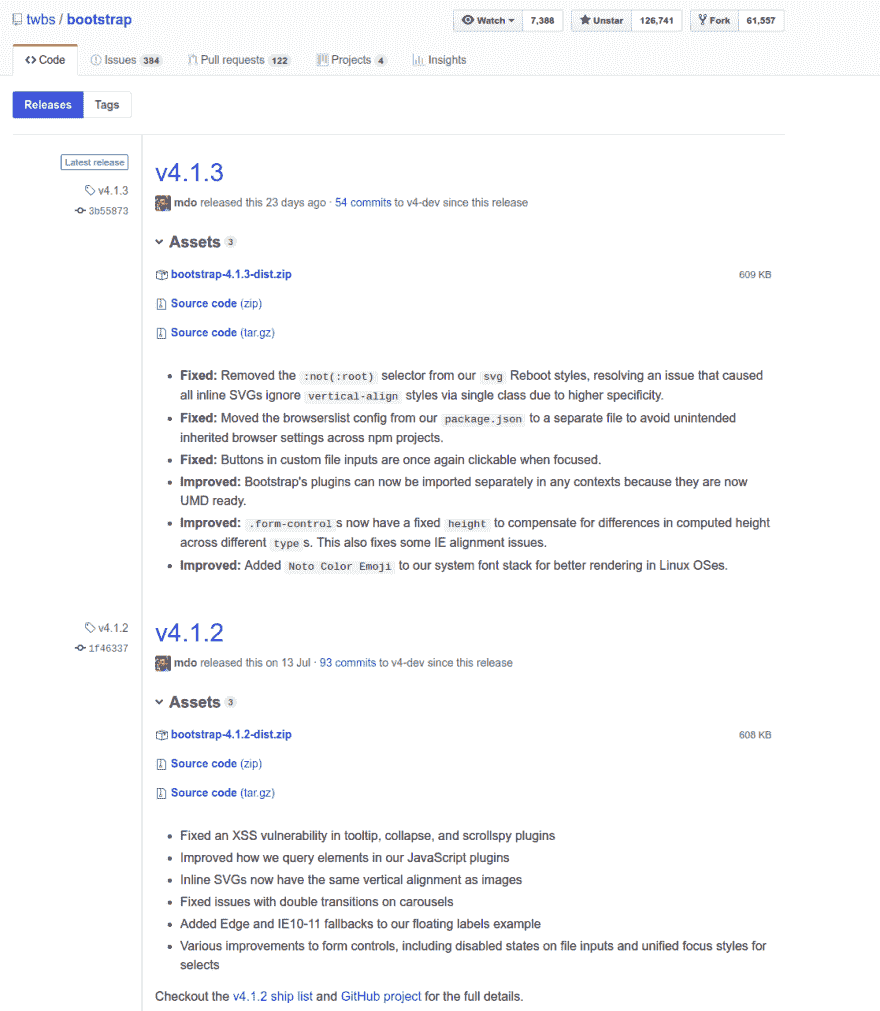 twbs / bootstrap
Watch 7,388 Unstar 126,741 Fork 61,557
Code Issues 384 Pull requests 122 Projects 4 Insights
Releases Tags
Latest release
v4.1.3
3b55873
v4.1.3
mdo released this 23 days ago · 54 commits to v4-dev since this release
Assets 3
bootstrap-4.1.3-dist.zip 609 KB
Source code (zip)
Source code (tar.gz)
• Fixed: Removed the :not(:root) selector from our svg Reboot styles, resolving an issue that caused
all inline SVGs ignore vertical-align styles via single class due to higher specificity.
• Fixed: Moved the browserslist config from our package.json to a separate file to avoid unintended
inherited browser settings across npm projects.
• Fixed: Buttons in custom file inputs are once again clickable when focused.
• Improved: Bootstrap's plugins can now be imported separately in any contexts because they are now
UMD ready.
• Improved: .form-control s now have a fixed height to compensate for differences in computed height
across different type s. This also fixes some IE alignment issues.
• Improved: Added Noto Color Emoji to our system font stack for better rendering in Linux OSes.
v4.1.2
1f46337
v4.1.2
mdo released this on 13 Jul · 93 commits to v4-dev since this release
Assets 3
bootstrap-4.1.2-dist.zip 608 KB
Source code (zip)
Source code (tar.gz)
• Fixed an XSS vulnerability in tooltip, collapse, and scrollspy plugins
• Improved how we query elements in our JavaScript plugins
• Inline SVGs now have the same vertical alignment as images
• Fixed issues with double transitions on carousels
• Added Edge and IE10-11 fallbacks to our floating labels example
• Various improvements to form controls, including disabled states on file inputs and unified focus styles for
selects
Checkout the v4.1.2 ship list and GitHub project for the full details.